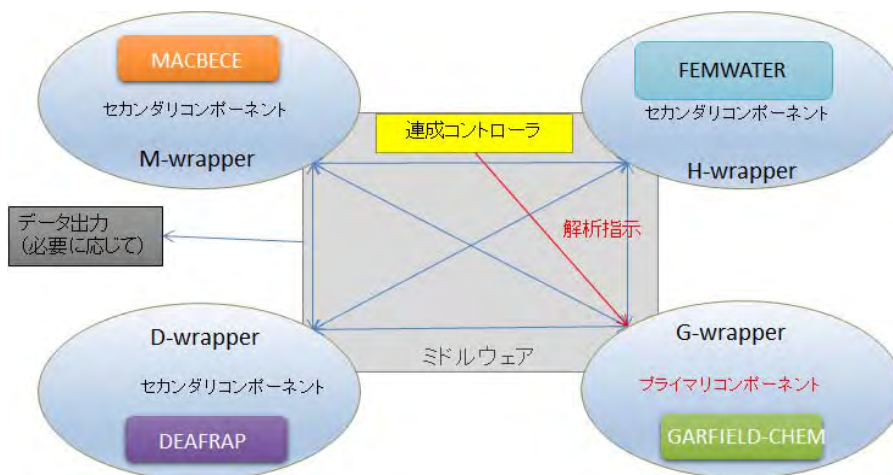 MACBECE
セカンダリコンポーネント
M-wrapper
FEMWATER
セカンダリコンポーネント
H-wrapper
連成コントローラ
解析指示
データ出力
(必要に応じて)
D-wrapper
セカンダリコンポーネント
DEAFRAP
ミドルウェア
G-wrapper
プライマリコンポーネント
GARFIELD-CHEM